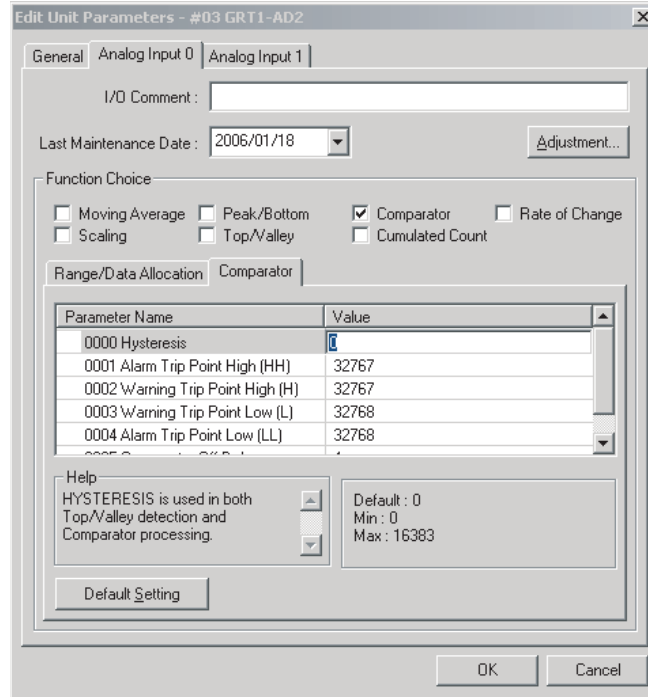 Edit Unit Parameters - #03 GRT1-AD2
General Analog Input 0 Analog Input 1
I/O Comment :
Last Maintenance Date : 2006/01/18 Adjustment...
Function Choice
Moving Average Peak/Bottom Comparator Rate of Change
Scaling Top/Valley Cumulated Count
Range/Data Allocation Comparator
Parameter Name Value
0000 Hysteresis 0
0001 Alarm Trip Point High (HH) 32767
0002 Warning Trip Point High (H) 32767
0003 Warning Trip Point Low (L) 32768
0004 Alarm Trip Point Low (LL) 32768
Help
HYSTERESIS is used in both
Top/Valley detection and
Comparator processing.
Default : 0
Min : 0
Max : 16383
Default Setting
OK Cancel